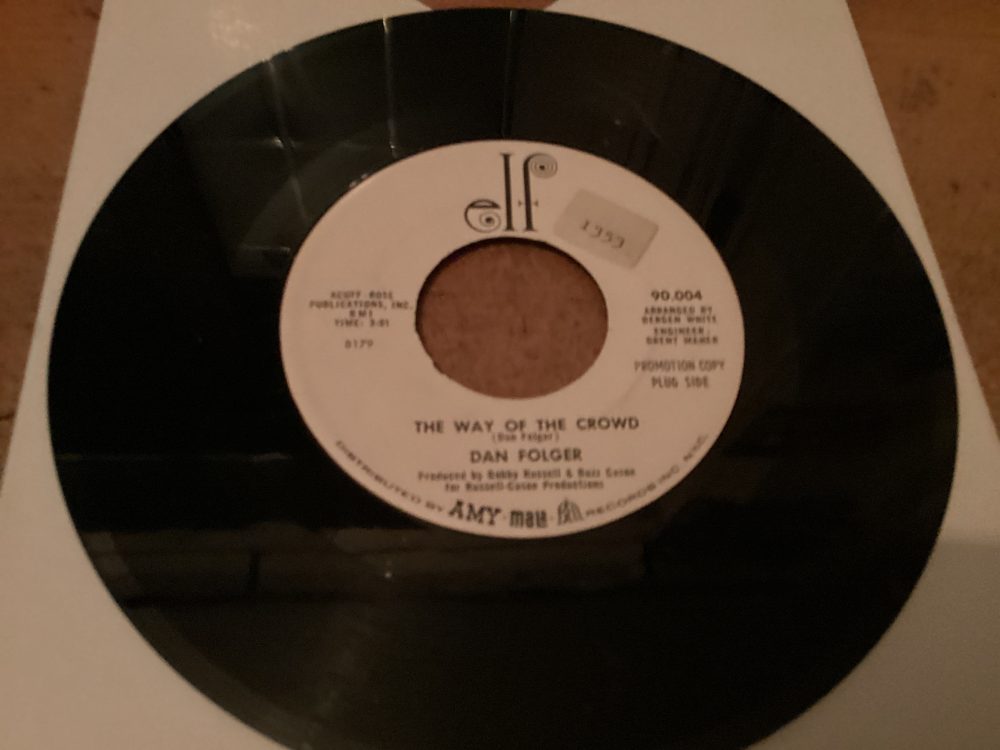 elf
1353
ACUFF-ROSE
PUBLICATIONS, INC.
BMI
TIME: 3:01
8179
90,004
ARRANGED BY
BERGEN WHITE
ENGINEER:
BRENT MAHER
PROMOTION COPY
PLUG SIDE
THE WAY OF THE CROWD
(Dan Folger)
DAN FOLGER
Produced by Bobby Russell & Buzz Cason
for Russell-Cason Productions
DISTRIBUTED BY AMY · mala · Bell RECORDS INC. NYC.